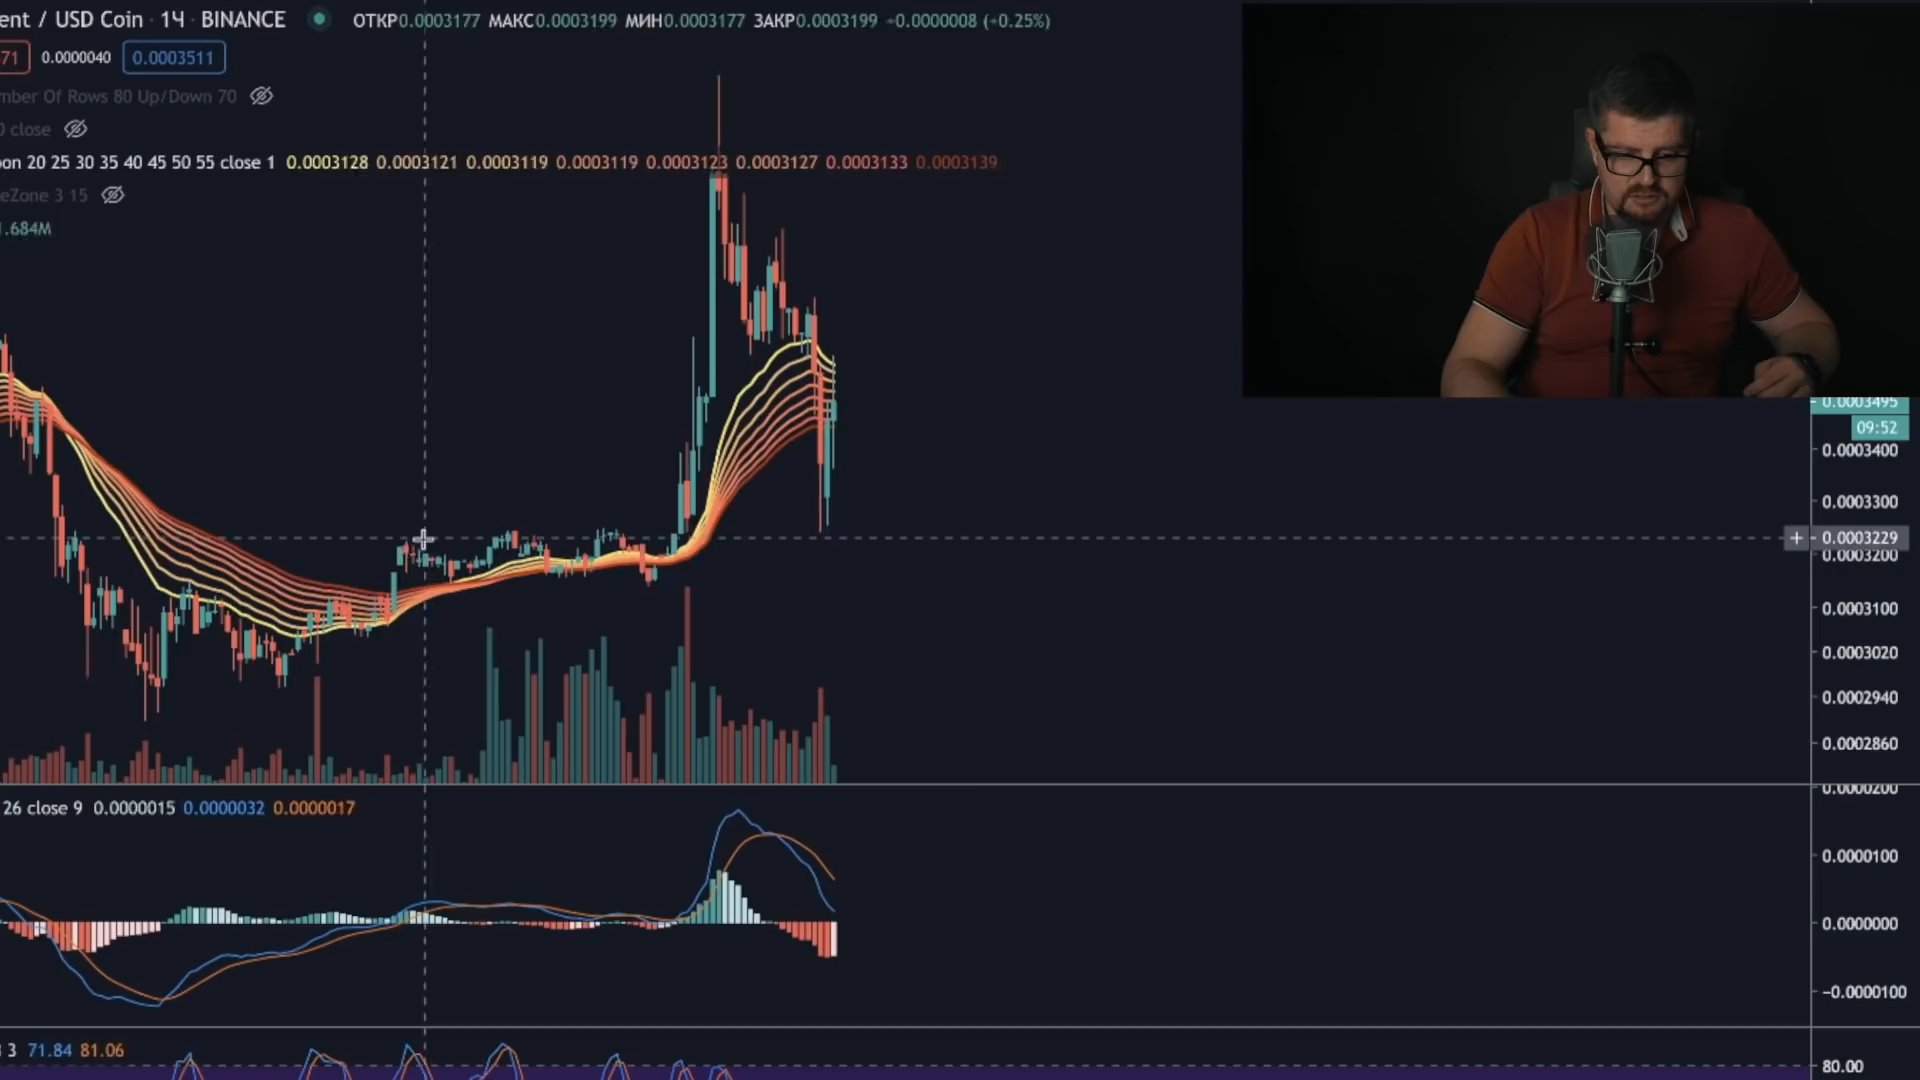 ent / USD Coin · 1Ч · BINANCE ОТКР0.0003177 МАКС0.0003199 МИН0.0003177 ЗАКР0.0003199 +0.0000008 (+0.25%)
571 0.0000040 0.0003511
mber Of Rows 80 Up/Down 70
0 close
bon 20 25 30 35 40 45 50 55 close 1 0.0003128 0.0003121 0.0003119 0.0003119 0.0003123 0.0003127 0.0003133 0.0003139
eZone 3 15
1.684M
0.0003495
09:52
0.0003400
0.0003300
+ 0.0003229
0.0003200
0.0003100
0.0003020
0.0002940
0.0002860
26 close 9 0.0000015 0.0000032 0.0000017
0.0000200
0.0000100
0.0000000
−0.0000100
3 71.84 81.06
80.00